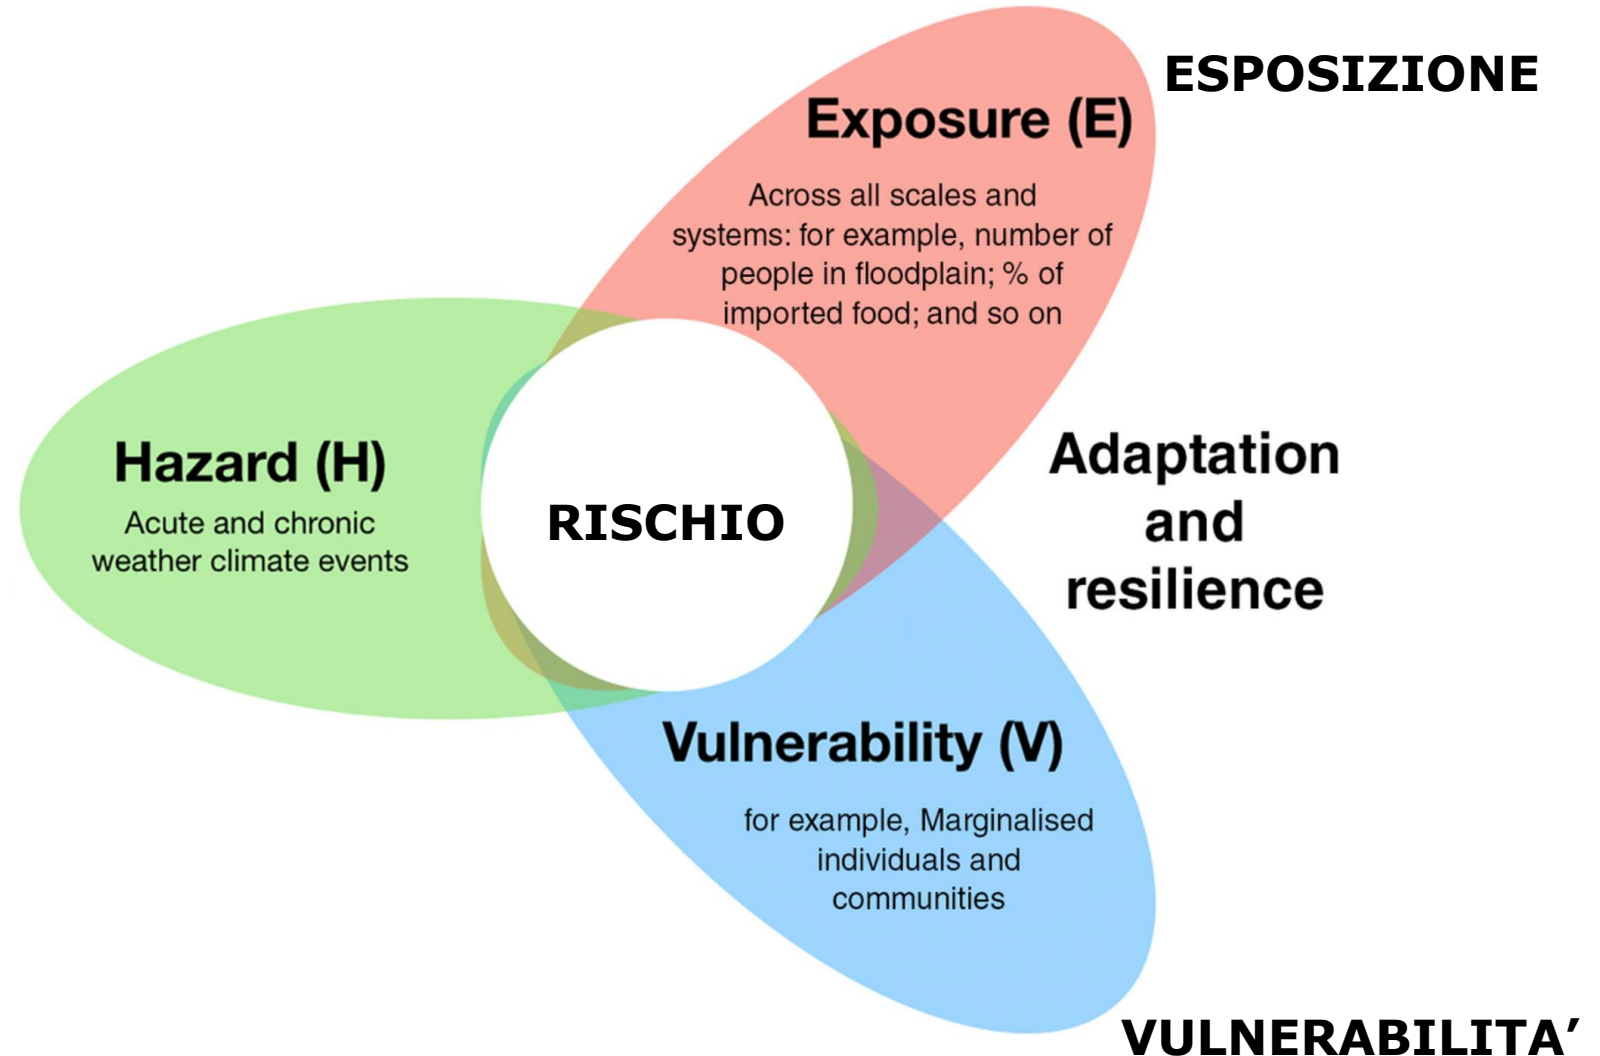 ESPOSIZIONE
Exposure (E)
Across all scales and
systems: for example, number of
people in floodplain; % of
imported food; and so on
Hazard (H)
Acute and chronic
weather climate events
RISCHIO
Adaptation
and
resilience
Vulnerability (V)
for example, Marginalised
individuals and
communities
VULNERABILITA’